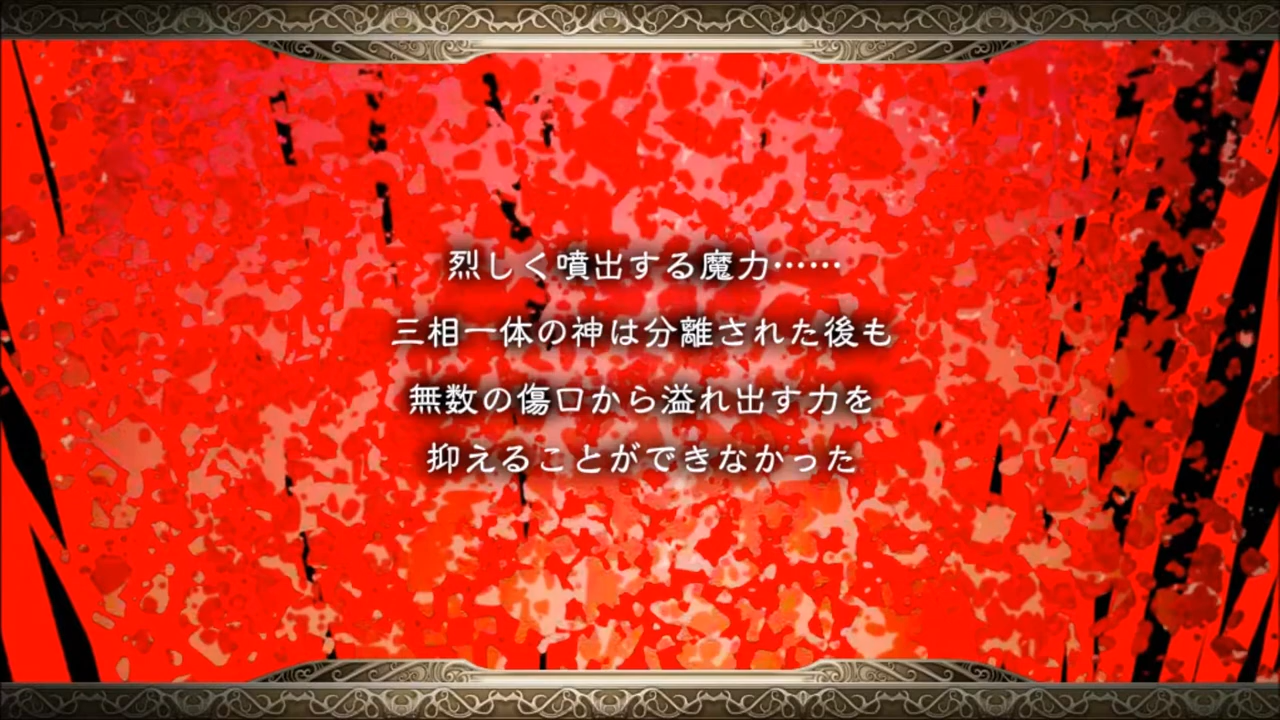 烈しく噴出する魔力……
三相一体の神は分離された後も
無数の傷口から溢れ出す力を
抑えることができなかった